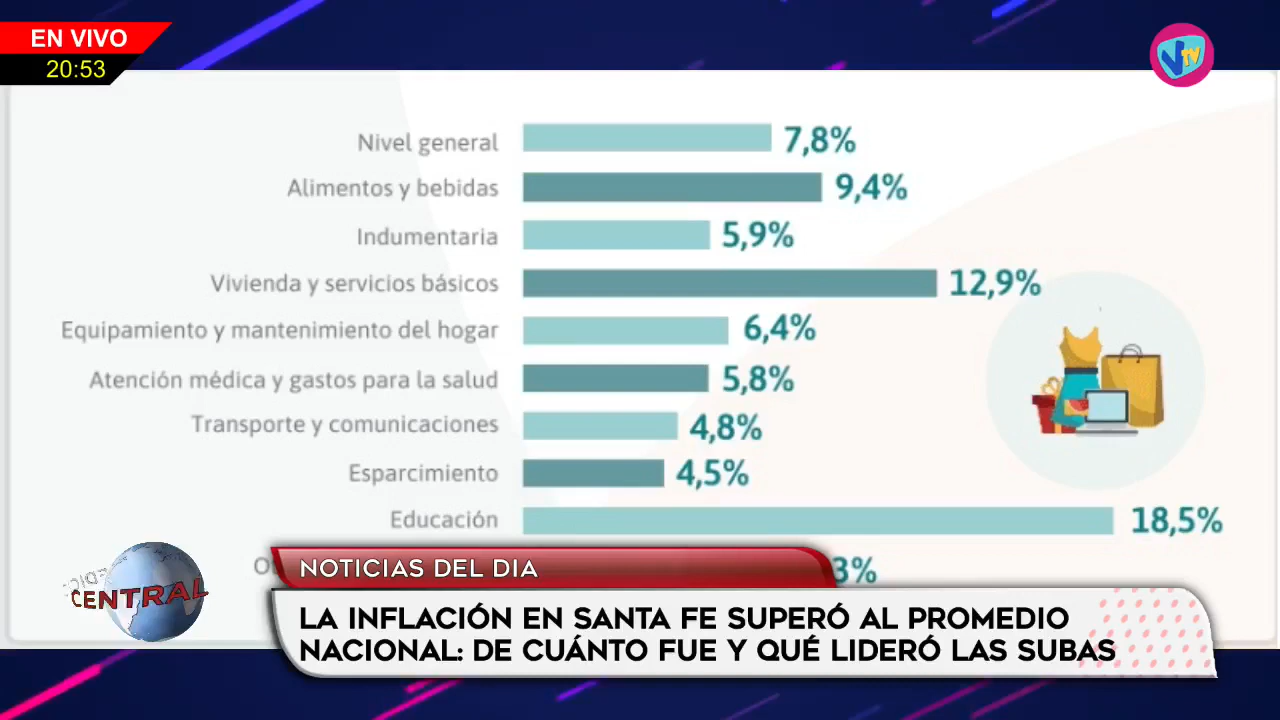 EN VIVO
20:53
VTV
Nivel general 7,8%
Alimentos y bebidas 9,4%
Indumentaria 5,9%
Vivienda y servicios básicos 12,9%
Equipamiento y mantenimiento del hogar 6,4%
Atención médica y gastos para la salud 5,8%
Transporte y comunicaciones 4,8%
Esparcimiento 4,5%
Educación 18,5%
3%
CENTRAL
NOTICIAS DEL DIA
LA INFLACIÓN EN SANTA FE SUPERÓ AL PROMEDIO
NACIONAL: DE CUÁNTO FUE Y QUÉ LIDERÓ LAS SUBAS